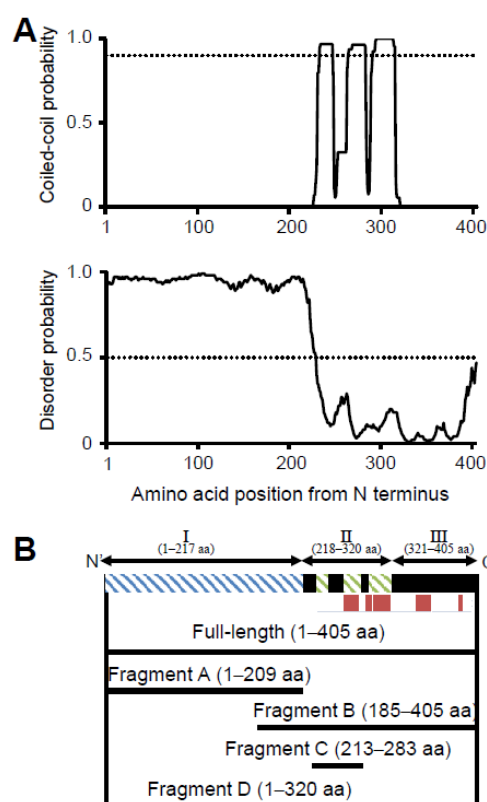 A
Coiled-coil probability
1.0
0.5
0
1
100
200
300
400
Disorder probability
1.0
0.5
0
1
100
200
300
400
Amino acid position from N terminus
B
I
II
III
(1–217 aa)
(218–320 aa)
(321–405 aa)
N'
Full-length (1–405 aa)
Fragment A (1–209 aa)
Fragment B (185–405 aa)
Fragment C (213–283 aa)
Fragment D (1–320 aa)